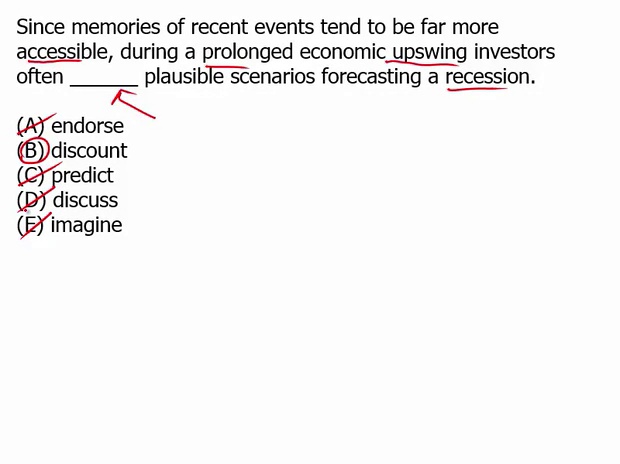 Since memories of recent events tend to be far more
accessible, during a prolonged economic upswing investors
often ______ plausible scenarios forecasting a recession.
(A) endorse
(B) discount
(C) predict
(D) discuss
(E) imagine